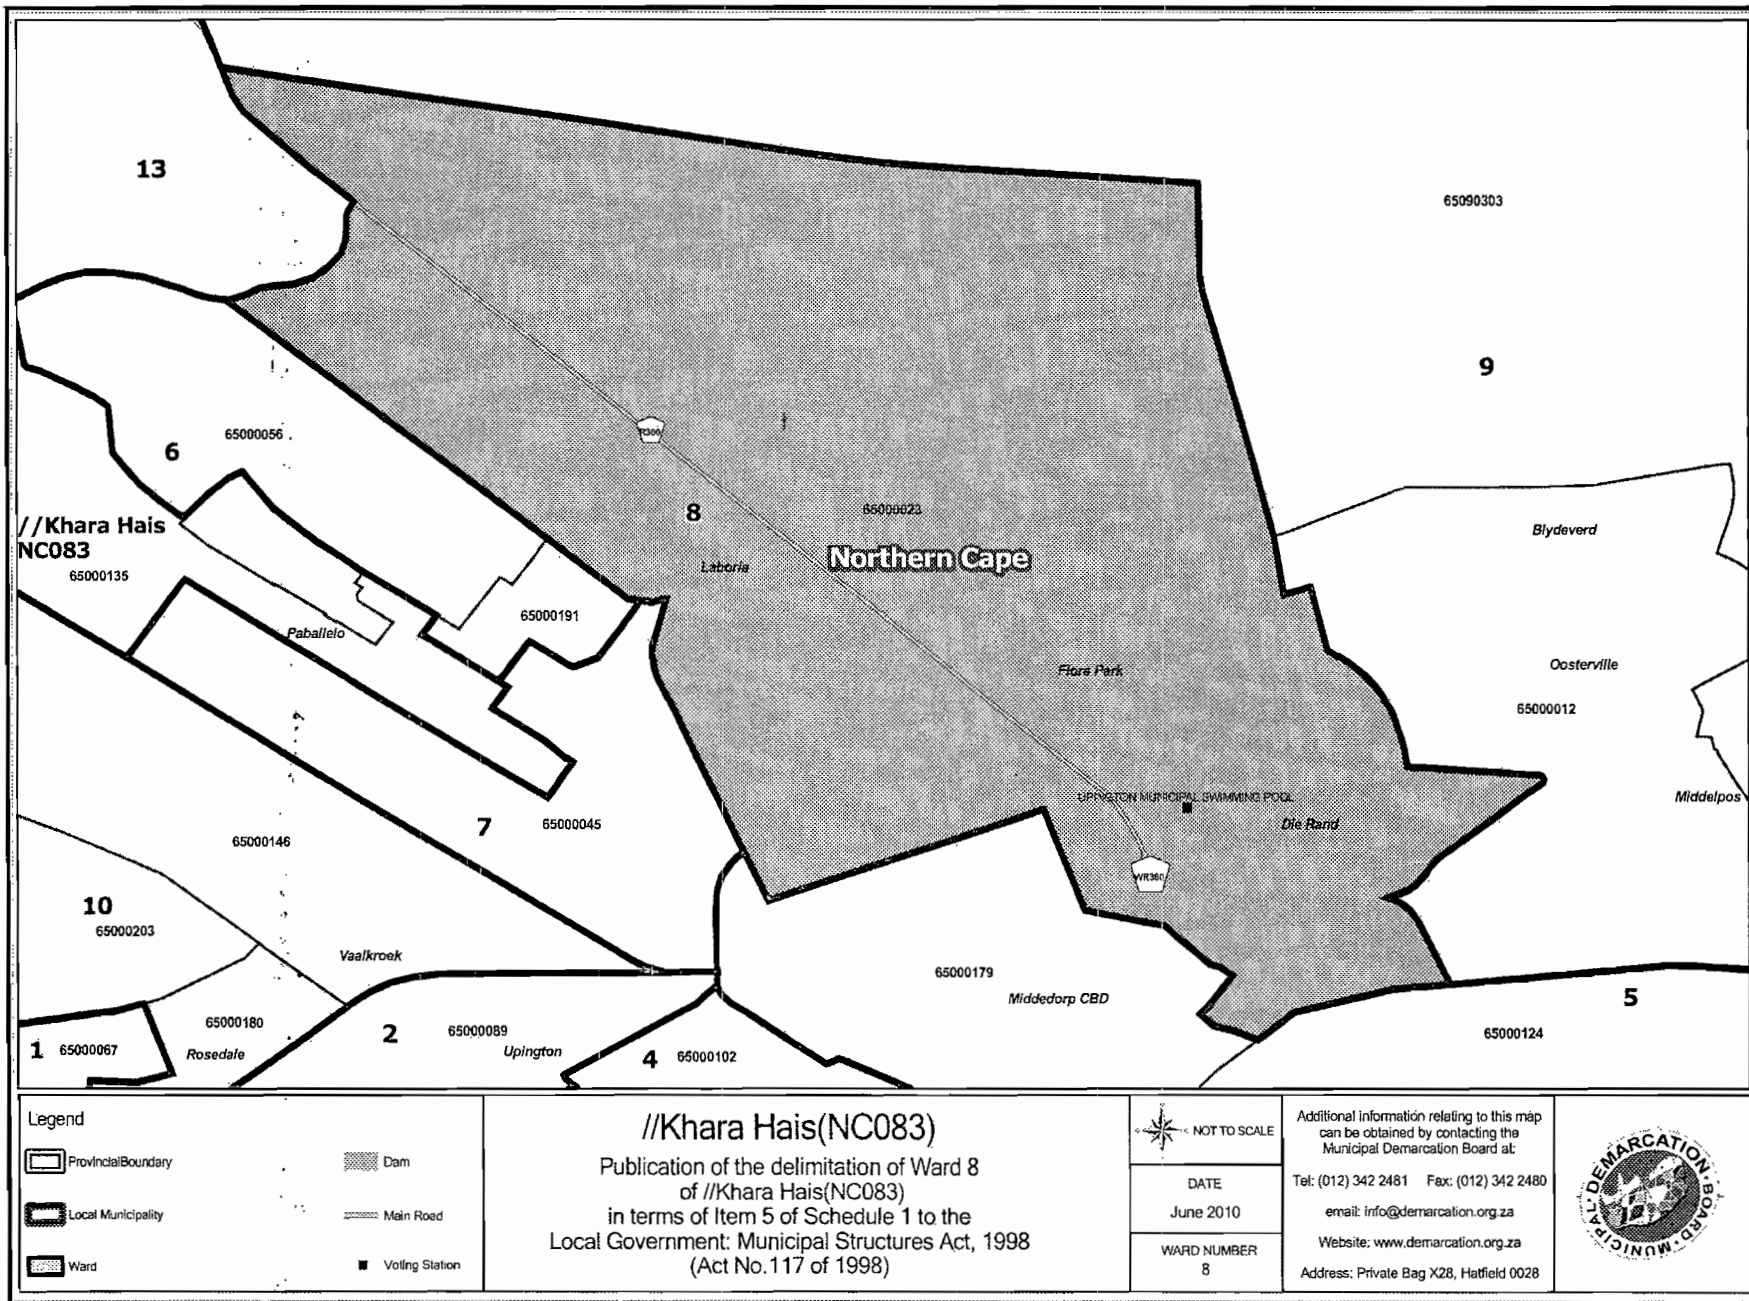 13
65090303
9
6
65000056
//Khara Hais
NC083
65000135
8
65000023
Northern Cape
Laboria
Blydeverd
65000191
Paballelo
Flora Park
Oosterville
65000012
UPINGTON MUNICIPAL SWIMMING POOL
Middelpos
Die Rand
7
65000045
65000146
WR360
10
65000203
Vaalkroek
65000179
Middedorp CBD
5
65000124
65000180
Rosedale
2
65000089
Upington
4
65000102
1
65000067
Legend
ProvincialBoundary
Dam
Local Municipality
Main Road
Ward
Voting Station
//Khara Hais(NC083)
Publication of the delimitation of Ward 8
of //Khara Hais(NC083)
in terms of Item 5 of Schedule 1 to the
Local Government: Municipal Structures Act, 1998
(Act No.117 of 1998)
NOT TO SCALE
DATE
June 2010
WARD NUMBER
8
Additional information relating to this map
can be obtained by contacting the
Municipal Demarcation Board at:
Tel: (012) 342 2481 Fax: (012) 342 2480
email: info@demarcation.org.za
Website: www.demarcation.org.za
Address: Private Bag X28, Hatfield 0028
MUNICIPAL DEMARCATION BOARD